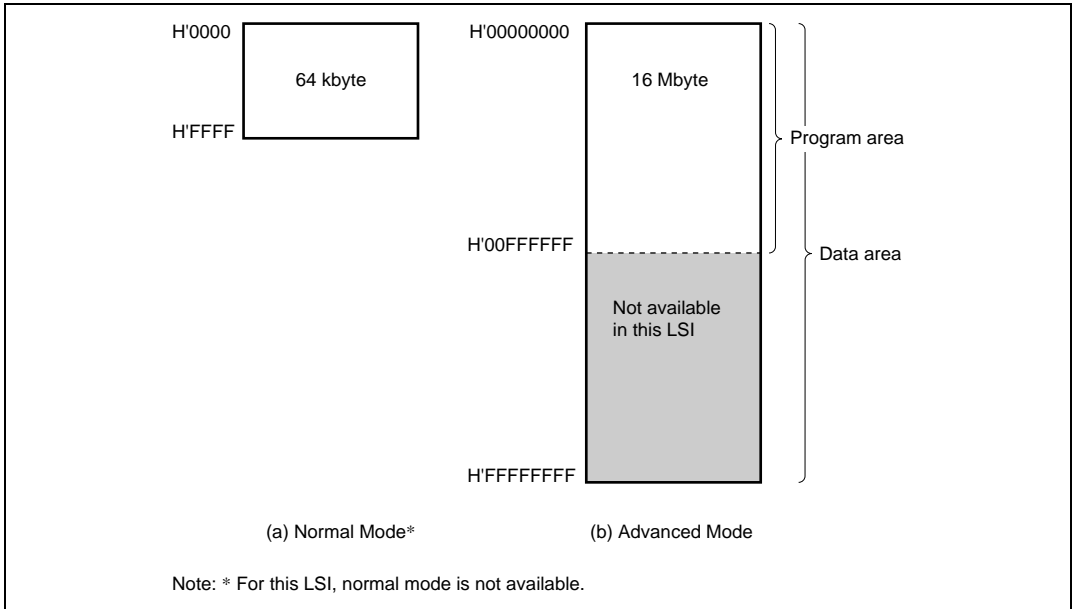 H'0000
64 kbyte
H'FFFF
H'00000000
16 Mbyte
Program area
H'00FFFFFF
Data area
Not available
in this LSI
H'FFFFFFFF
(a) Normal Mode*
(b) Advanced Mode
Note: * For this LSI, normal mode is not available.